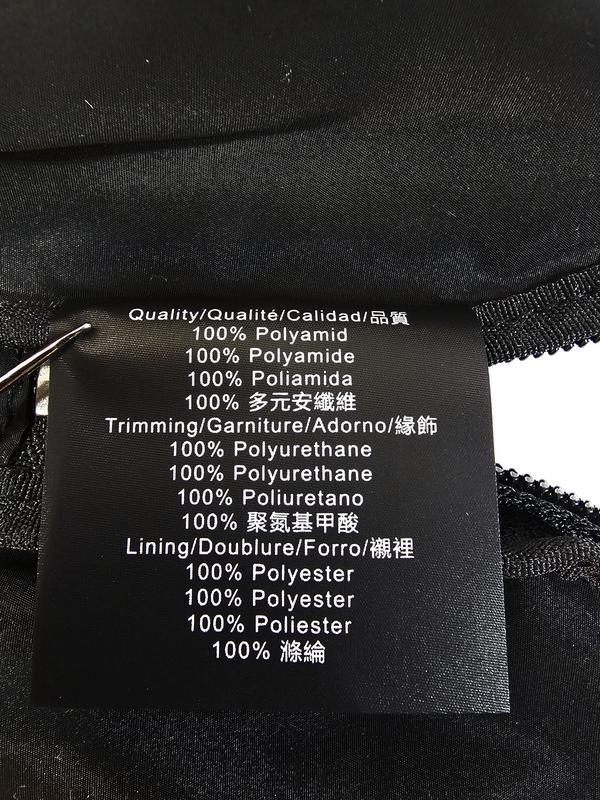 Quality/Qualité/Calidad/品質
100% Polyamid
100% Polyamide
100% Poliamida
100% 多元安纖維
Trimming/Garniture/Adorno/緣飾
100% Polyurethane
100% Polyurethane
100% Poliuretano
100% 聚氮基甲酸
Lining/Doublure/Forro/襯裡
100% Polyester
100% Polyester
100% Poliester
100% 滌綸